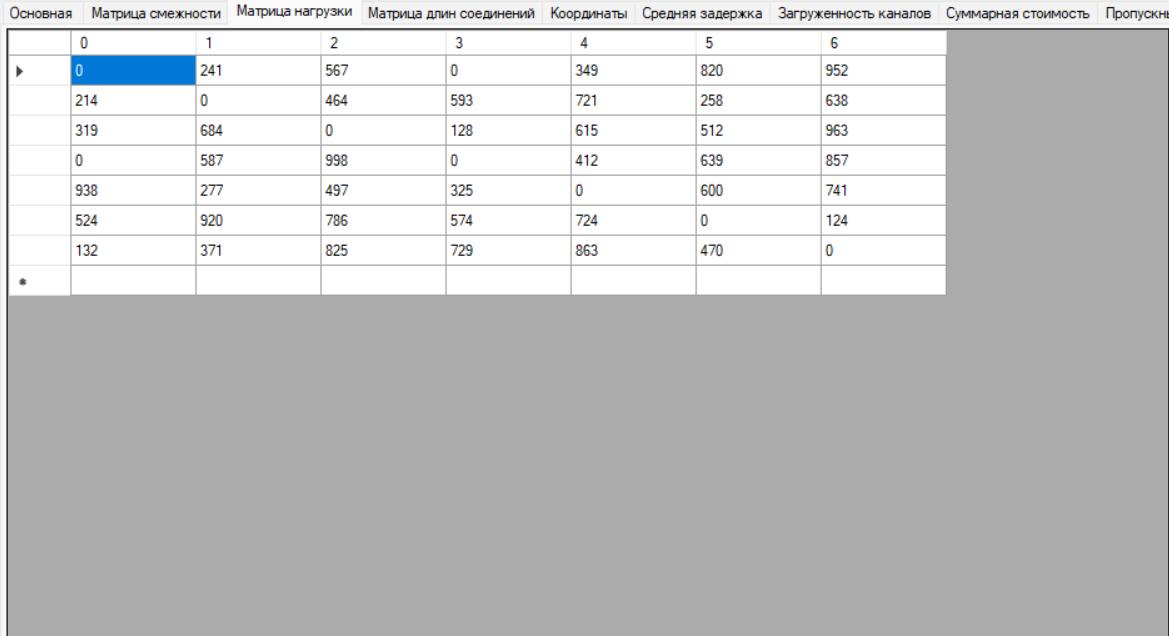 Основная Матрица смежности Матрица нагрузки Матрица длин соединений Координаты Средняя задержка Загруженность каналов Суммарная стоимость Пропускны
0 1 2 3 4 5 6
0 241 567 0 349 820 952
214 0 464 593 721 258 638
319 684 0 128 615 512 963
0 587 998 0 412 639 857
938 277 497 325 0 600 741
524 920 786 574 724 0 124
132 371 825 729 863 470 0